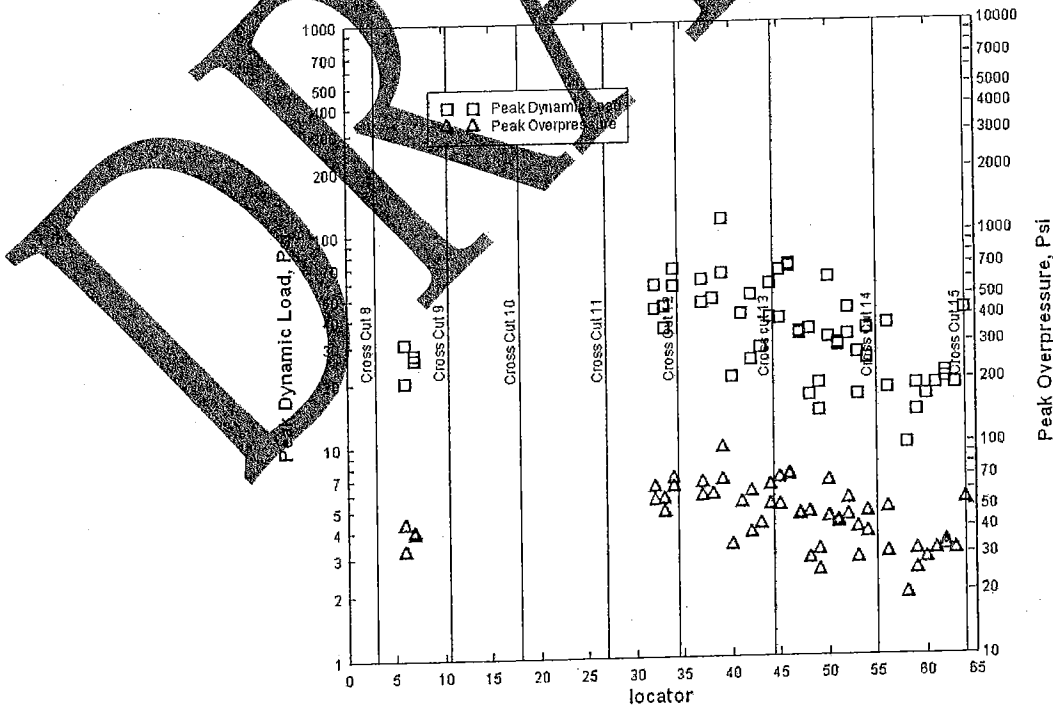 DRA
1000
700
500
400
200
100
10
7
5
4
3
2
1
Peak Dynamic Load, Psi
Peak Dynamic Load
Peak Overpressure
Cross Cut 8
Cross Cut 9
Cross Cut 10
Cross Cut 11
Cross Cut 12
Cross Cut 13
Cross Cut 14
Cross Cut 15
10000
7000
5000
4000
3000
2000
1000
700
500
400
300
200
100
70
50
40
30
20
10
Peak Overpressure, Psi
0 5 10 15 20 25 30 35 40 45 50 55 60 65
locator